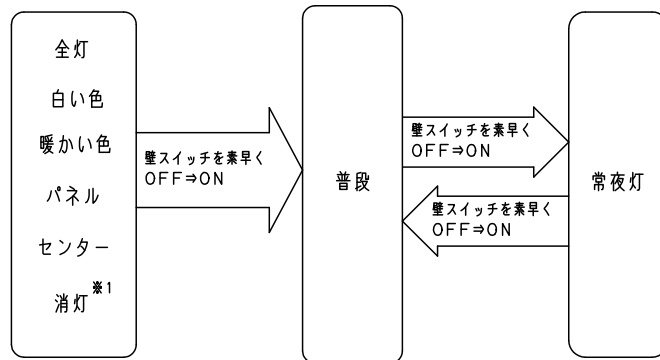 全灯
白い色
暖かい色
パネル
センター
消灯※1
壁スイッチを素早く
OFF⇒ON
普段
壁スイッチを素早く
OFF⇒ON
壁スイッチを素早く
OFF⇒ON
常夜灯